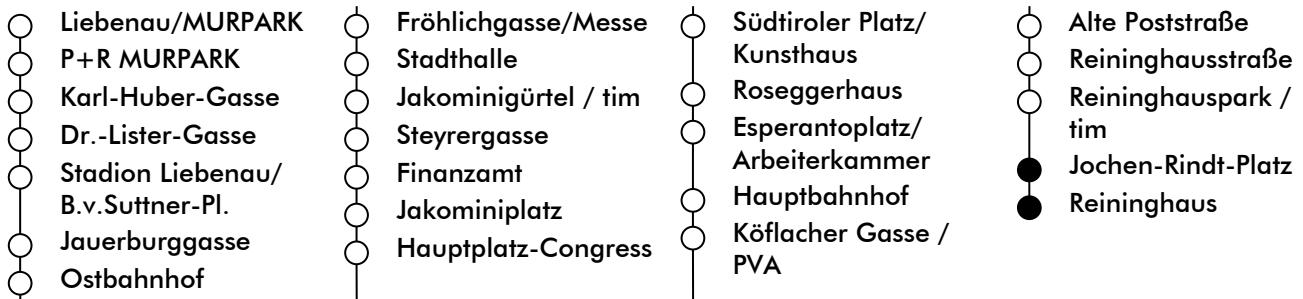 Liebenau/MURPARK
P+R MURPARK
Karl-Huber-Gasse
Dr.-Lister-Gasse
Stadion Liebenau/
B.v.Suttner-Pl.
Jauerburggasse
Ostbahnhof
Fröhlichgasse/Messe
Stadthalle
Jakominigürtel / tim
Steyrergasse
Finanzamt
Jakominiplatz
Hauptplatz-Congress
Südtiroler Platz/
Kunsthaus
Roseggerhaus
Esperantoplatz/
Arbeiterkammer
Hauptbahnhof
Köflacher Gasse /
PVA
Alte Poststraße
Reininghausstraße
Reininghauspark /
tim
Jochen-Rindt-Platz
Reininghaus